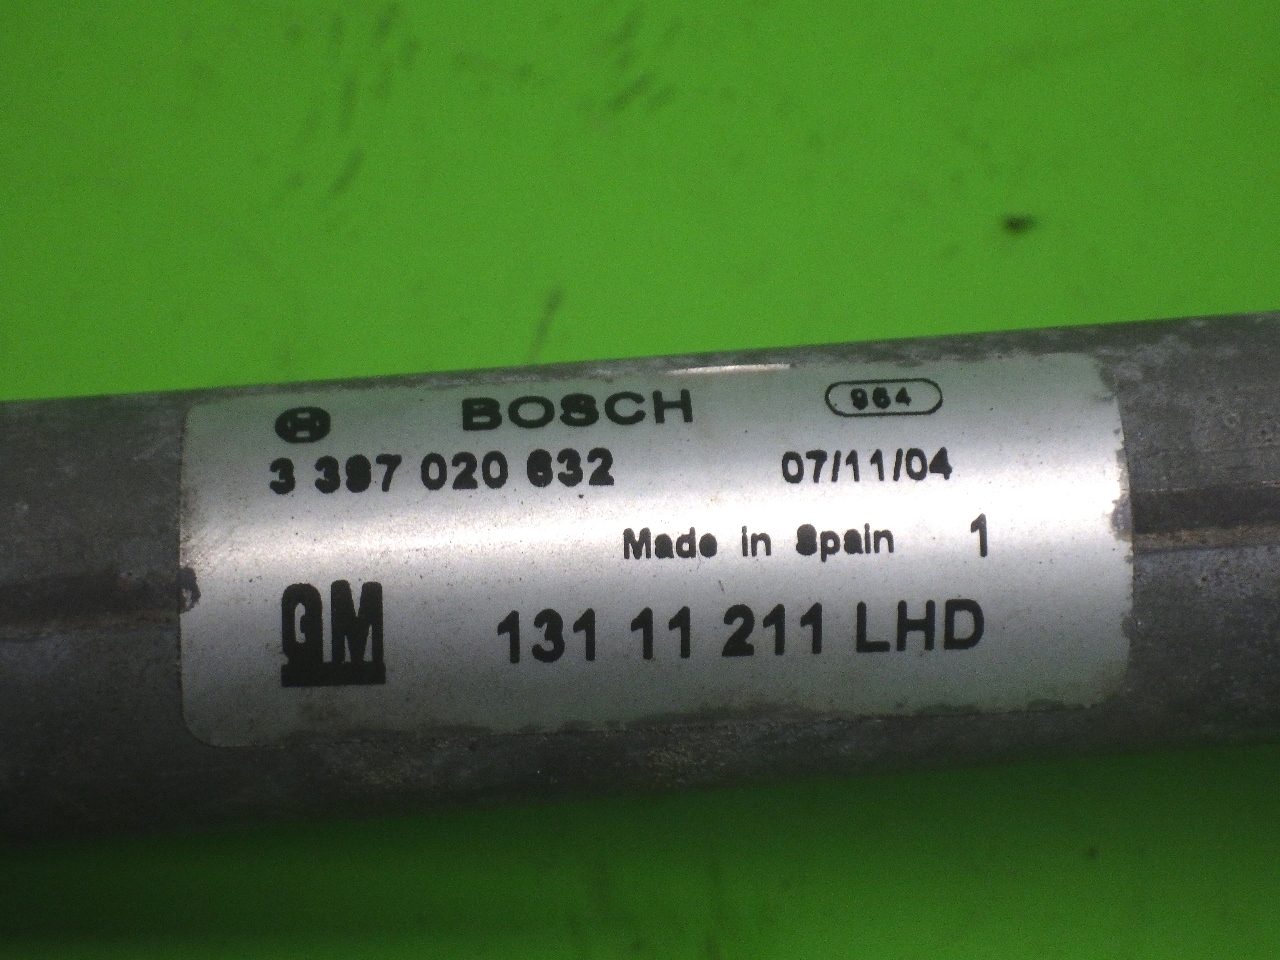 BOSCH 964
3 397 020 632 07/11/04
Made in Spain 1
GM 131 11 211 LHD